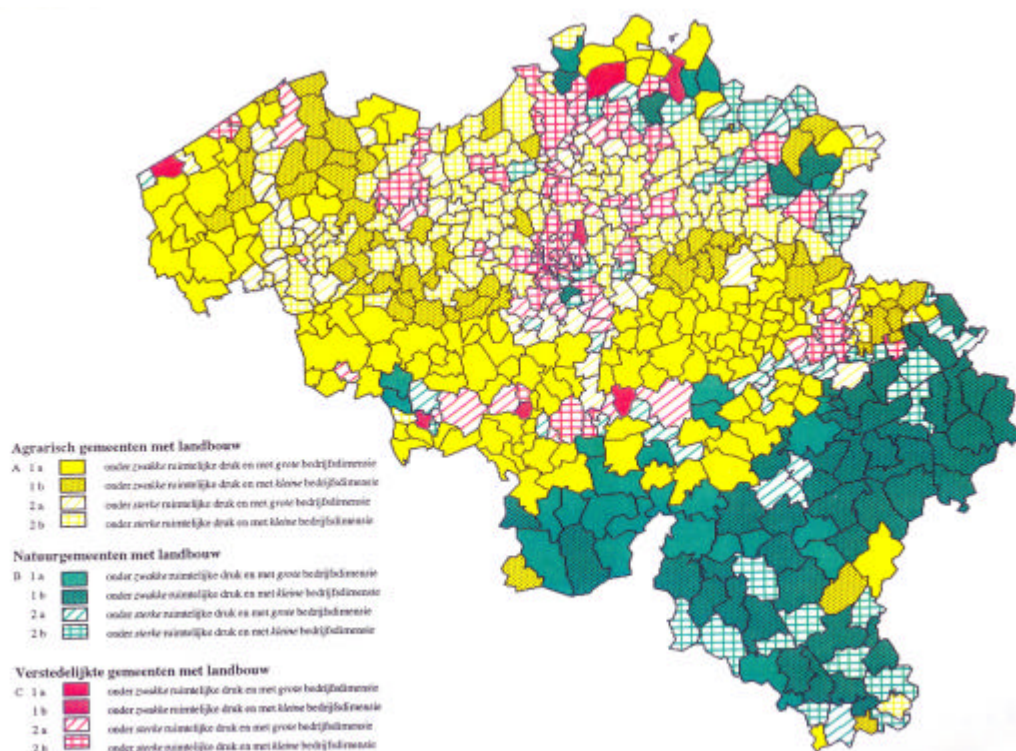 Agrarisch gemeenten met landbouw
A 1 a onder zwakke ruimtelijke druk en met grote bedrijfsdimensie
1 b onder zwakke ruimtelijke druk en met kleine bedrijfsdimensie
2 a onder sterke ruimtelijke druk en met grote bedrijfsdimensie
2 b onder sterke ruimtelijke druk en met kleine bedrijfsdimensie
Natuurgemeenten met landbouw
B 1 a onder zwakke ruimtelijke druk en met grote bedrijfsdimensie
1 b onder zwakke ruimtelijke druk en met kleine bedrijfsdimensie
2 a onder sterke ruimtelijke druk en met grote bedrijfsdimensie
2 b onder sterke ruimtelijke druk en met kleine bedrijfsdimensie
Verstedelijkte gemeenten met landbouw
C 1 a onder zwakke ruimtelijke druk en met grote bedrijfsdimensie
1 b onder zwakke ruimtelijke druk en met kleine bedrijfsdimensie
2 a onder sterke ruimtelijke druk en met grote bedrijfsdimensie
2 b onder sterke ruimtelijke druk en met kleine bedrijfsdimensie